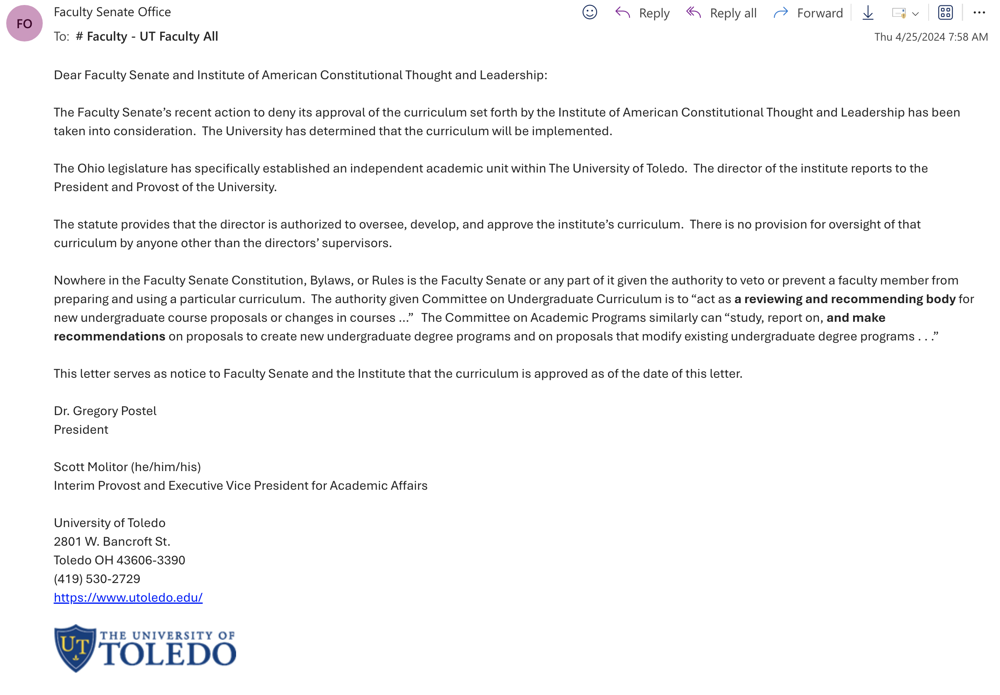 FO
Faculty Senate Office
Reply
Reply all
Forward
To: # Faculty - UT Faculty All
Thu 4/25/2024 7:58 AM
Dear Faculty Senate and Institute of American Constitutional Thought and Leadership:
The Faculty Senate’s recent action to deny its approval of the curriculum set forth by the Institute of American Constitutional Thought and Leadership has been
taken into consideration.  The University has determined that the curriculum will be implemented.
The Ohio legislature has specifically established an independent academic unit within The University of Toledo.  The director of the institute reports to the
President and Provost of the University.
The statute provides that the director is authorized to oversee, develop, and approve the institute’s curriculum.  There is no provision for oversight of that
curriculum by anyone other than the directors’ supervisors.
Nowhere in the Faculty Senate Constitution, Bylaws, or Rules is the Faculty Senate or any part of it given the authority to veto or prevent a faculty member from
preparing and using a particular curriculum.  The authority given Committee on Undergraduate Curriculum is to “act as a reviewing and recommending body for
new undergraduate course proposals or changes in courses …”  The Committee on Academic Programs similarly can “study, report on, and make
recommendations on proposals to create new undergraduate degree programs and on proposals that modify existing undergraduate degree programs . . .”
This letter serves as notice to Faculty Senate and the Institute that the curriculum is approved as of the date of this letter.
Dr. Gregory Postel
President
Scott Molitor (he/him/his)
Interim Provost and Executive Vice President for Academic Affairs
University of Toledo
2801 W. Bancroft St.
Toledo OH 43606-3390
(419) 530-2729
https://www.utoledo.edu/
UT
THE UNIVERSITY OF
TOLEDO